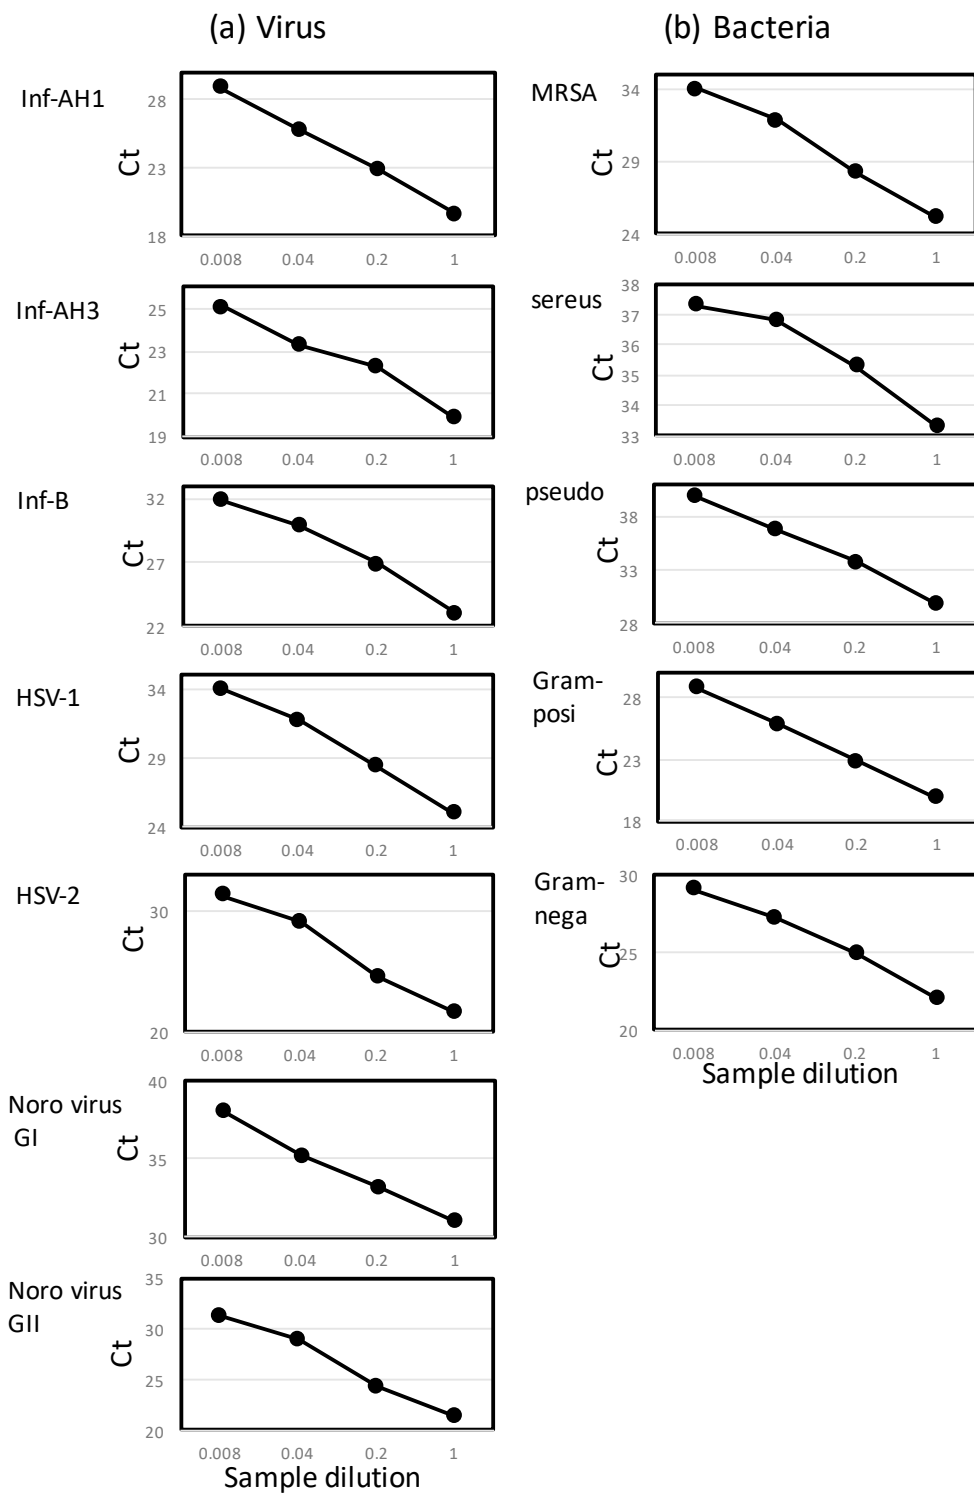 (a) Virus
Inf-AH1
Ct
28
23
18
0.008 0.04 0.2 1
Inf-AH3
Ct
25
23
21
19
0.008 0.04 0.2 1
Inf-B
Ct
32
27
22
0.008 0.04 0.2 1
HSV-1
Ct
34
29
24
0.008 0.04 0.2 1
HSV-2
Ct
30
20
0.008 0.04 0.2 1
Noro virus
GI
Ct
40
35
30
0.008 0.04 0.2 1
Noro virus
GII
Ct
35
30
25
20
0.008 0.04 0.2 1
Sample dilution
(b) Bacteria
MRSA
Ct
34
29
24
0.008 0.04 0.2 1
sereus
Ct
38
37
36
35
34
33
0.008 0.04 0.2 1
pseudo
Ct
38
33
28
0.008 0.04 0.2 1
Gram-
posi
Ct
28
23
18
0.008 0.04 0.2 1
Gram-
nega
Ct
30
25
20
0.008 0.04 0.2 1
Sample dilution